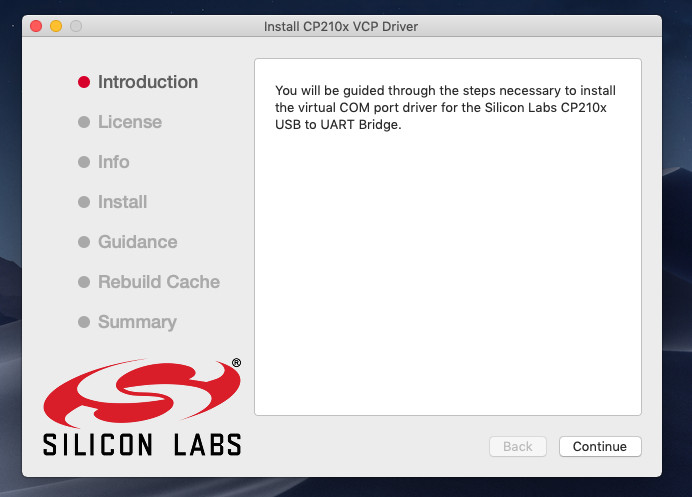 Install CP210x VCP Driver
Introduction
License
Info
Install
Guidance
Rebuild Cache
Summary
You will be guided through the steps necessary to install
the virtual COM port driver for the Silicon Labs CP210x
USB to UART Bridge.
®
SILICON LABS
Back
Continue